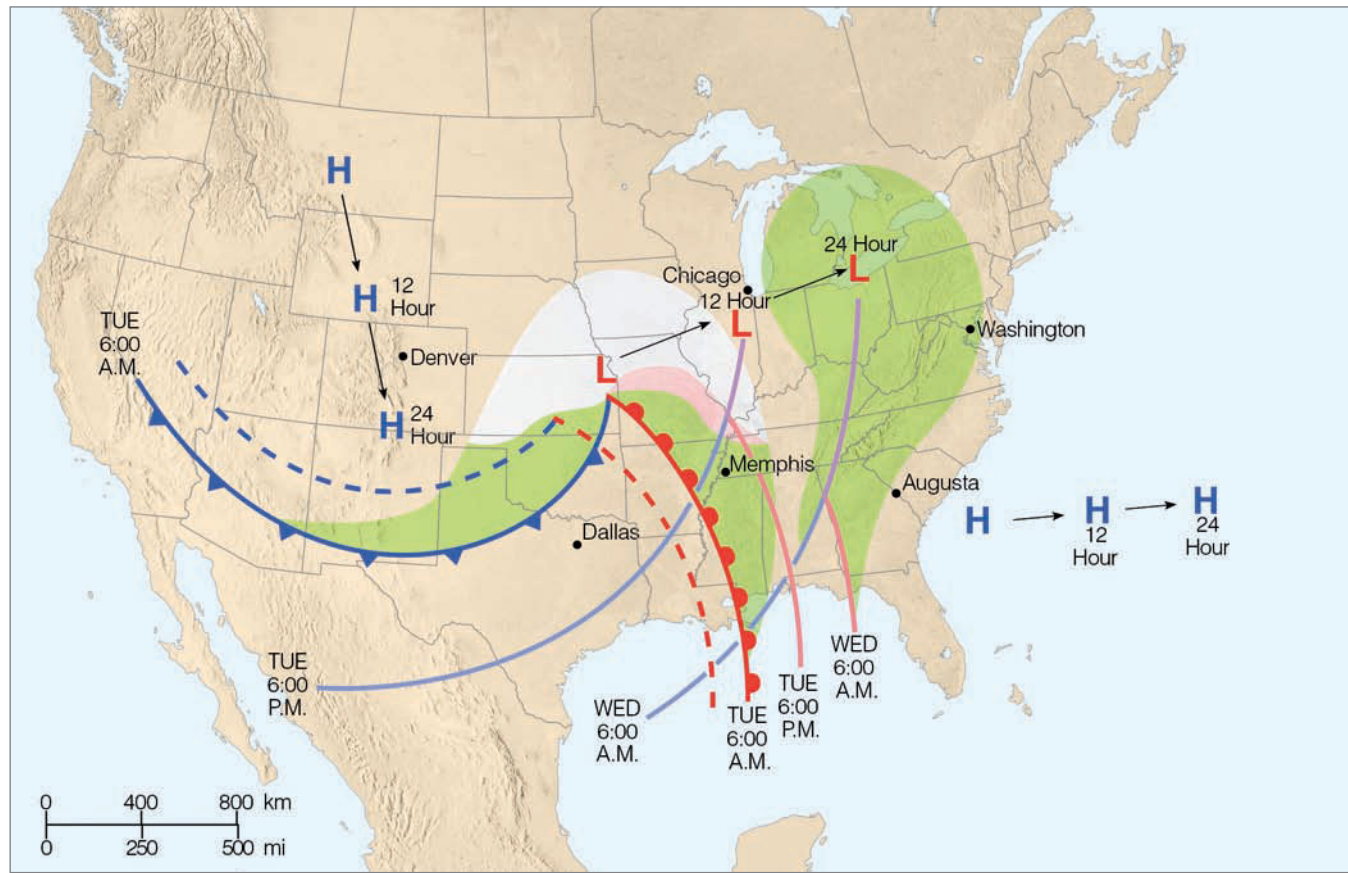 H
H
12
Hour
TUE
6:00
A.M.
Denver
H
24
Hour
24 Hour
L
Chicago
12 Hour
L
L
Washington
Memphis
Augusta
Dallas
H
H
12
Hour
H
24
Hour
TUE
6:00
P.M.
WED
6:00
A.M.
TUE
6:00
A.M.
TUE
6:00
P.M.
WED
6:00
A.M.
0 400 800 km
0 250 500 mi